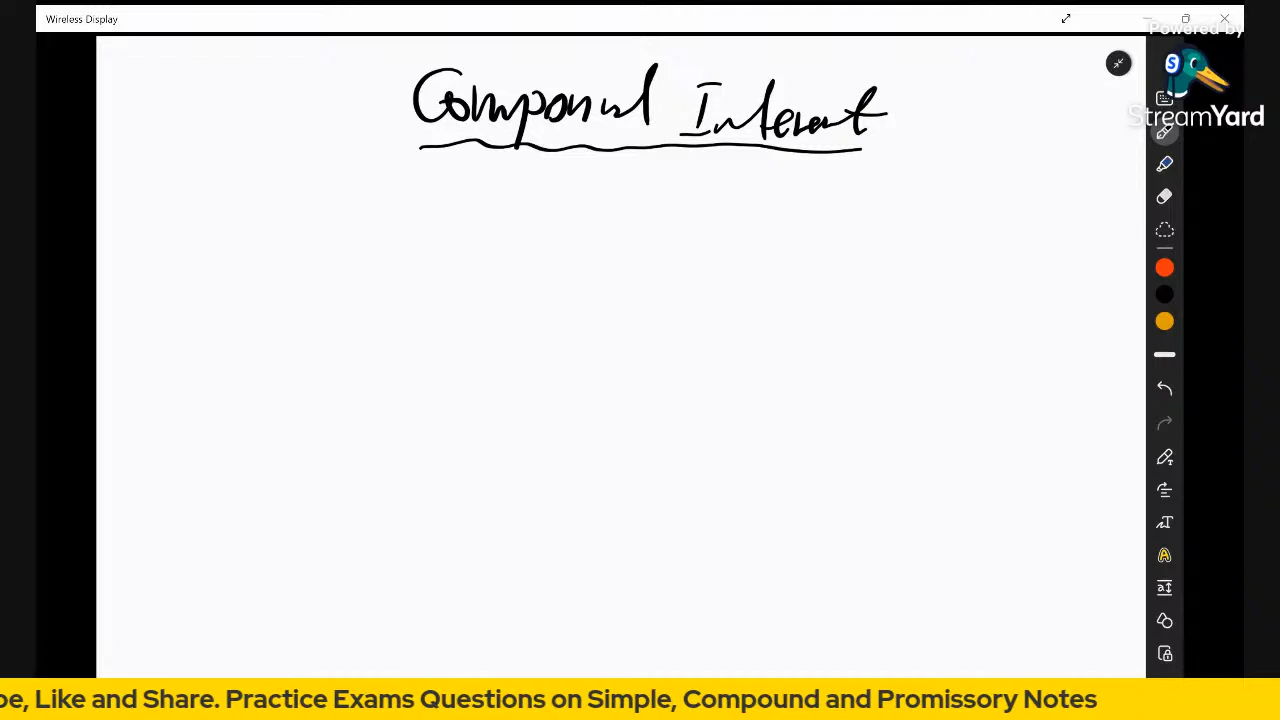 Wireless Display
Powered by
StreamYard
Compound Interest
be, Like and Share. Practice Exams Questions on Simple, Compound and Promissory Notes